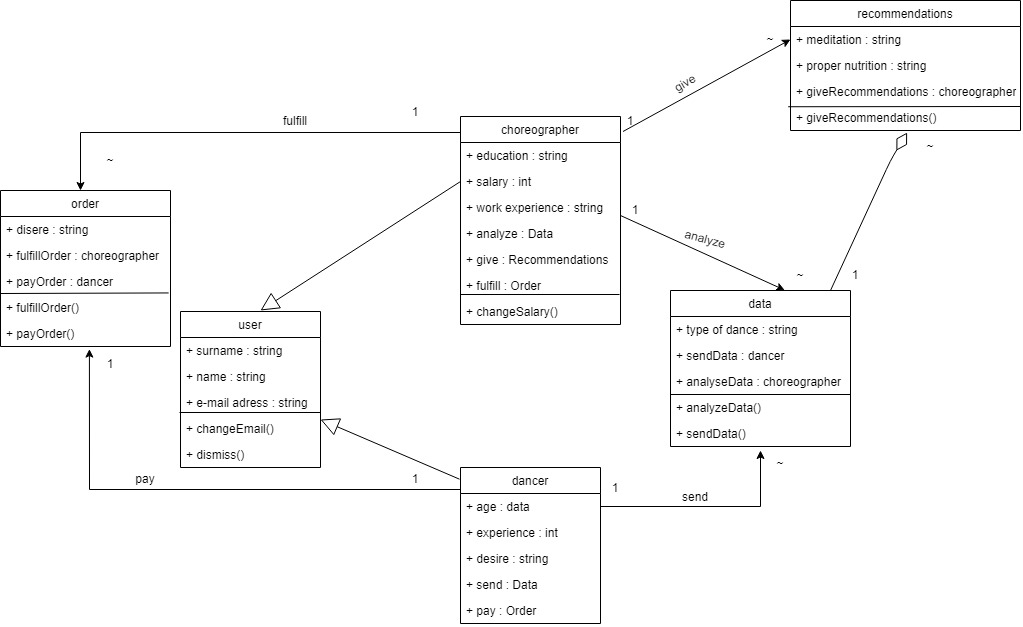 recommendations
+ meditation : string
+ proper nutrition : string
+ giveRecommendations : choreographer
+ giveRecommendations()
~
give
1
~
fulfill
1
~
choreographer
+ education : string
+ salary : int
+ work experience : string
+ analyze : Data
+ give : Recommendations
+ fulfill : Order
+ changeSalary()
order
+ disere : string
+ fulfillOrder : choreographer
+ payOrder : dancer
+ fulfillOrder()
+ payOrder()
1
1
analyze
~
1
user
+ surname : string
+ name : string
+ e-mail adress : string
+ changeEmail()
+ dismiss()
data
+ type of dance : string
+ sendData : dancer
+ analyseData : choreographer
+ analyzeData()
+ sendData()
~
pay
1
dancer
+ age : data
+ experience : int
+ desire : string
+ send : Data
+ pay : Order
1
send